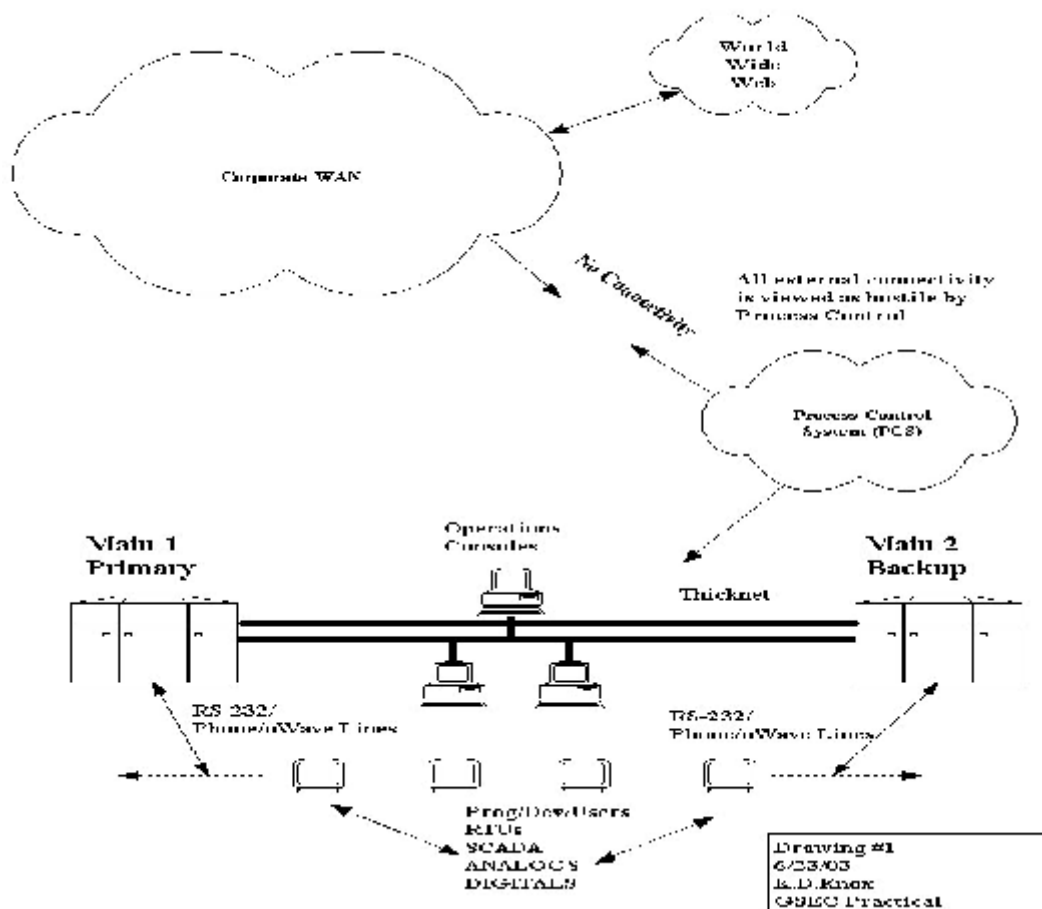 World
Wide
Web
Corporate WAN
No Connectivity
All external connectivity
is viewed as hostile by
Process Control
Process Control
System (PCS)
Operations
Consoles
Main 1
Primary
Main 2
Backup
Thicknet
RS-232/
Phone/uWave Lines
RS-232/
Phone/uWave Lines
Prog/Dev/Users
RTUs
SCADA
ANALOGS
DIGITALS
Drawing #1
6/23/03
K.D.Knox
GSEC Practical